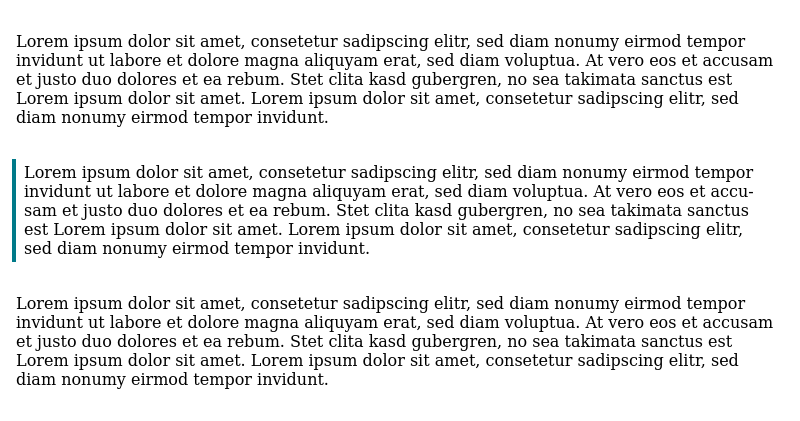 Lorem ipsum dolor sit amet, consetetur sadipscing elitr, sed diam nonumy eirmod tempor
invidunt ut labore et dolore magna aliquyam erat, sed diam voluptua. At vero eos et accusam
et justo duo dolores et ea rebum. Stet clita kasd gubergren, no sea takimata sanctus est
Lorem ipsum dolor sit amet. Lorem ipsum dolor sit amet, consetetur sadipscing elitr, sed
diam nonumy eirmod tempor invidunt.
Lorem ipsum dolor sit amet, consetetur sadipscing elitr, sed diam nonumy eirmod tempor
invidunt ut labore et dolore magna aliquyam erat, sed diam voluptua. At vero eos et accu-
sam et justo duo dolores et ea rebum. Stet clita kasd gubergren, no sea takimata sanctus
est Lorem ipsum dolor sit amet. Lorem ipsum dolor sit amet, consetetur sadipscing elitr,
sed diam nonumy eirmod tempor invidunt.
Lorem ipsum dolor sit amet, consetetur sadipscing elitr, sed diam nonumy eirmod tempor
invidunt ut labore et dolore magna aliquyam erat, sed diam voluptua. At vero eos et accusam
et justo duo dolores et ea rebum. Stet clita kasd gubergren, no sea takimata sanctus est
Lorem ipsum dolor sit amet. Lorem ipsum dolor sit amet, consetetur sadipscing elitr, sed
diam nonumy eirmod tempor invidunt.